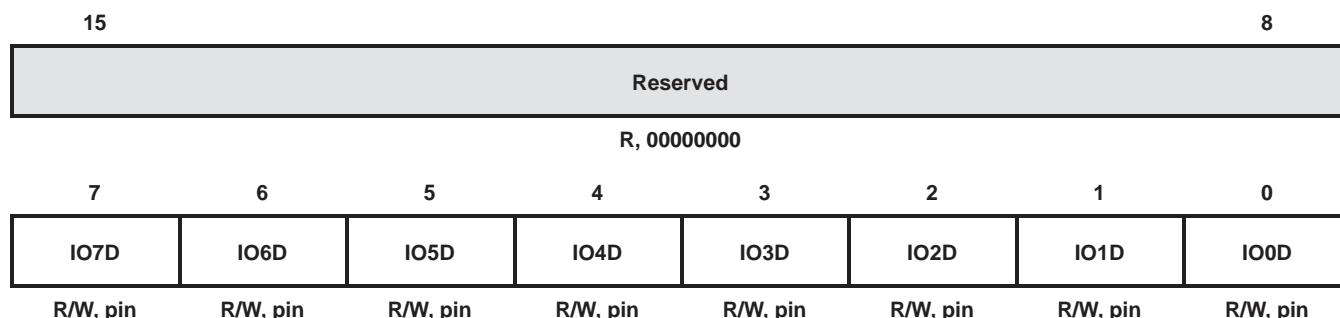 15 8
Reserved
R, 00000000
7 6 5 4 3 2 1 0
IO7D IO6D IO5D IO4D IO3D IO2D IO1D IO0D
R/W, pin R/W, pin R/W, pin R/W, pin R/W, pin R/W, pin R/W, pin R/W, pin